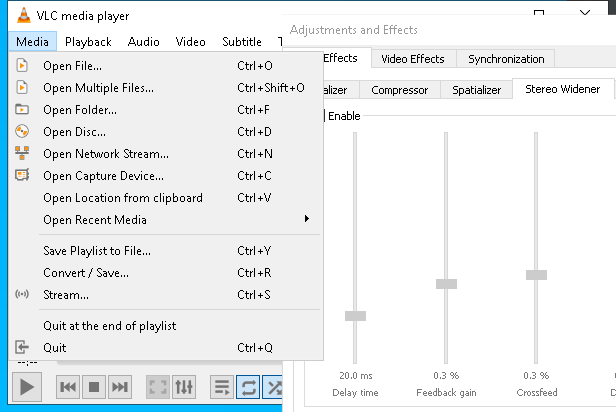 VLC media player
Adjustments and Effects
Media Playback Audio Video Subtitle
Effects Video Effects Synchronization
Compressor Spatializer Stereo Widener
Enable
Open File... Ctrl+O
Open Multiple Files... Ctrl+Shift+O
Open Folder... Ctrl+F
Open Disc... Ctrl+D
Open Network Stream... Ctrl+N
Open Capture Device... Ctrl+C
Open Location from clipboard Ctrl+V
Open Recent Media
Save Playlist to File... Ctrl+Y
Convert / Save... Ctrl+R
Stream... Ctrl+S
Quit at the end of playlist
Quit Ctrl+Q
20.0 ms 0.3 % 0.3 %
Delay time Feedback gain Crossfeed